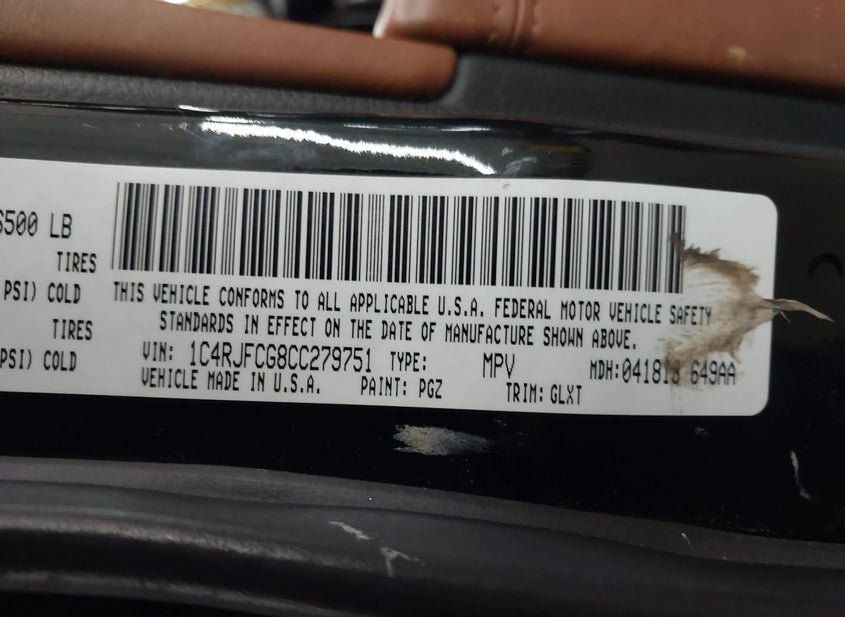 6500 LB
TIRES
PSI) COLD
TIRES
PSI) COLD
THIS VEHICLE CONFORMS TO ALL APPLICABLE U.S.A. FEDERAL MOTOR VEHICLE SAFETY
STANDARDS IN EFFECT ON THE DATE OF MANUFACTURE SHOWN ABOVE.
VIN: 1C4RJFCG8CC279751 TYPE: MPV MDH: 649AA
VEHICLE MADE IN U.S.A. PAINT: PGZ TRIM: GLXT